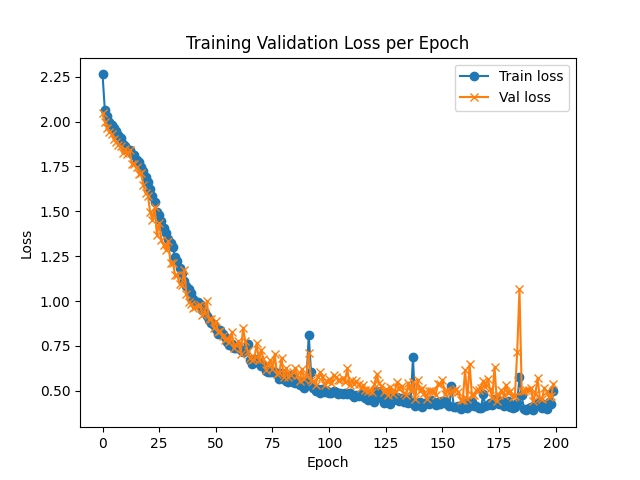 Training Validation Loss per Epoch
Train loss
Val loss
2.25
2.00
1.75
1.50
1.25
1.00
0.75
0.50
Loss
0 25 50 75 100 125 150 175 200
Epoch